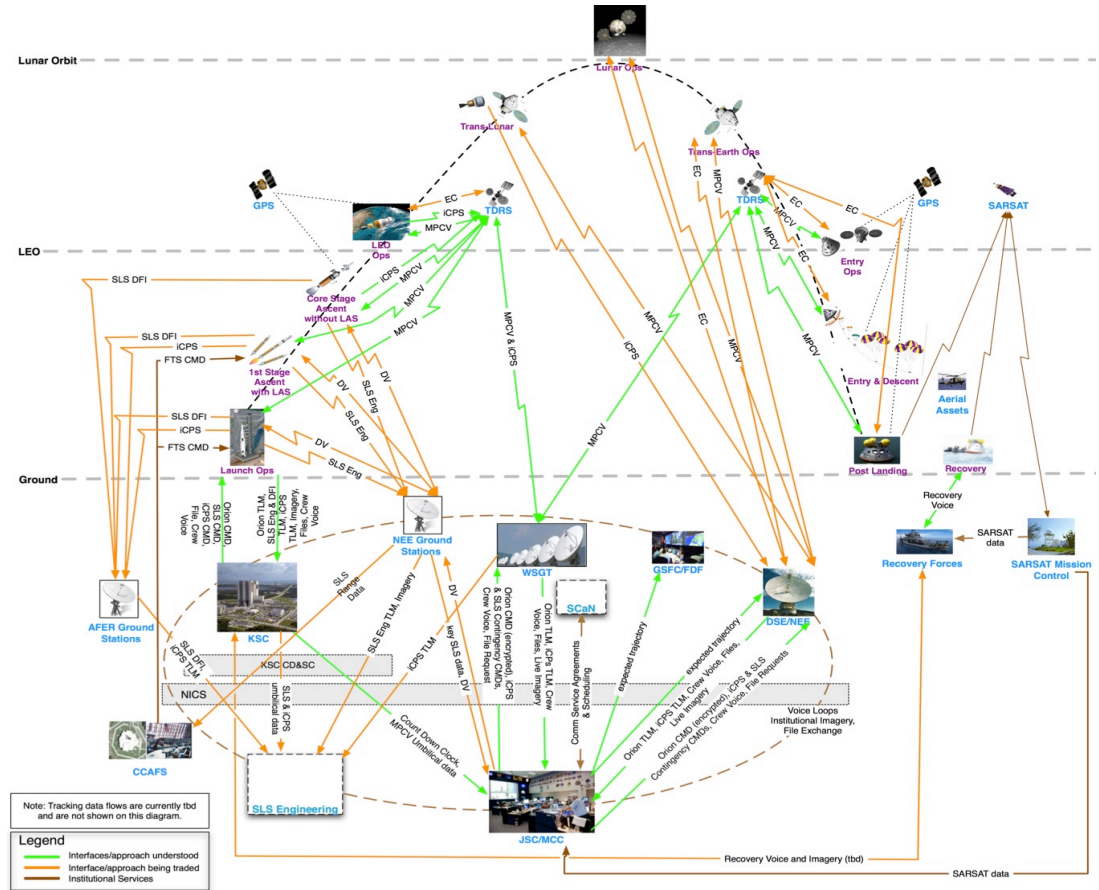 Lunar Orbit
Lunar Ops
Trans-Lunar
Trans-Earth Ops
EC
MPCV
GPS
EC
TDRS
iCPS
MPCV
LEO
Ops
TDRS
EC
EC
MPCV
GPS
SARSAT
LEO
Entry
Ops
SLS DFI
iCPS
MPCV
MPCV
MPCV
Core Stage
Ascent
without LAS
EC
MPCV
EC
MPCV
MPCV
iCPS
MPCV & iCPS
SLS DFI
iCPS
FTS CMD
1st Stage
Ascent
with LAS
DV
SLS Eng
DV
SLS Eng
MPCV
Entry & Descent
Aerial
Assets
SLS DFI
iCPS
FTS CMD
DV
SLS Eng
MPCV
Launch Ops
Post Landing
Recovery
Ground
Orion CMD,
SLS CMD,
iCPS CMD,
File, Crew
Voice
Orion TLM,
SLS Eng & DFI
TLM, iCPS
TLM, Imagery,
Files, Crew
Voice
Recovery
Voice
NEE Ground
Stations
WSGT
GSFC/FDF
SARSAT
data
Recovery Forces
SARSAT Mission
Control
AFER Ground
Stations
KSC
SLS
Range
Data
SLS Eng TLM, Imagery
DV
key SLS data, DV
iCPS TLM
Orion CMD (encrypted), iCPS
& SLS Contingency CMDs,
Crew Voice, File Request
Orion TLM, iCPs TLM, Crew
Voice, Files, Live Imagery
SCaN
Comm Service Agreements
& Scheduling
expected trajectory
DSE/NEE
expected trajectory
Orion TLM, iCPS TLM, Crew Voice, Files,
Live Imagery
Orion CMD (encrypted), iCPS & SLS
Contingency CMDs, Crew Voice, File Requests
SLS DFI,
iCPS TLM
KSC CD&SC
NICS
SLS & iCPS
umbilical data
Count Down Clock,
MPCV Umbilical data
Voice Loops
Institutional Imagery,
File Exchange
CCAFS
SLS Engineering
JSC/MCC
Note: Tracking data flows are currently tbd
and are not shown on this diagram.
Legend
Interfaces/approach understood
Interface/approach being traded
Institutional Services
Recovery Voice and Imagery (tbd)
SARSAT data